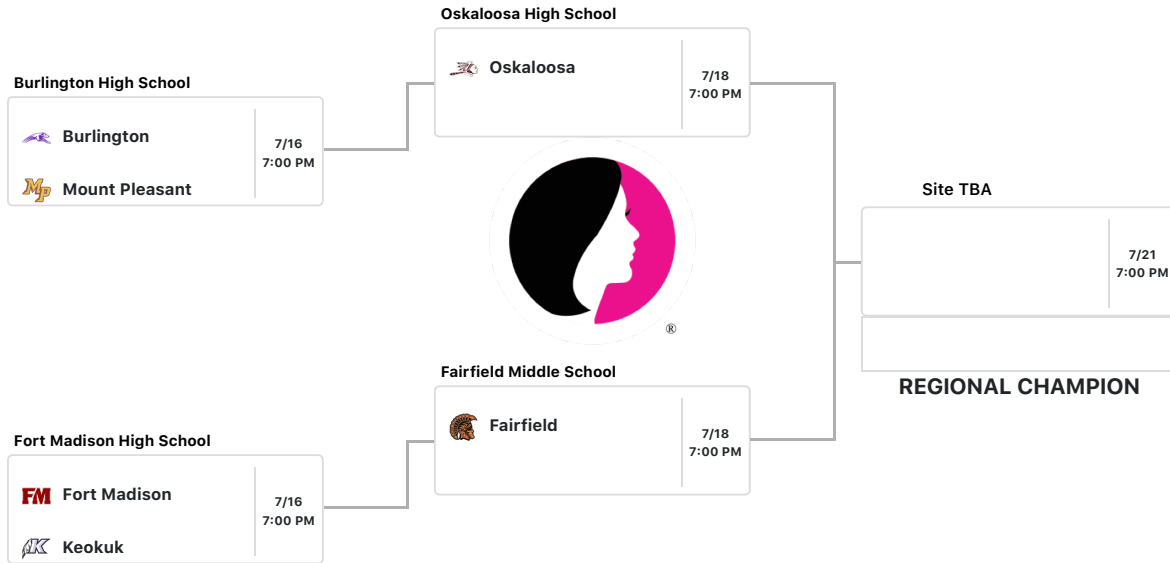 Oskaloosa High School
Oskaloosa
7/18
7:00 PM
Burlington High School
Burlington
Mount Pleasant
7/16
7:00 PM
MP
Site TBA
7/21
7:00 PM
REGIONAL CHAMPION
®
Fairfield Middle School
Fairfield
7/18
7:00 PM
Fort Madison High School
FM
Fort Madison
7/16
7:00 PM
K
Keokuk